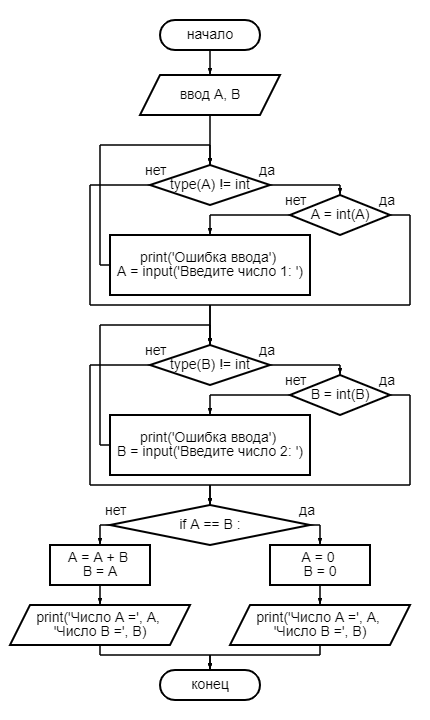 начало
ввод A, B
нет
да
type(A) != int
нет
да
A = int(A)
print('Ошибка ввода')
A = input('Введите число 1: ')
нет
да
type(B) != int
нет
да
B = int(B)
print('Ошибка ввода')
B = input('Введите число 2: ')
нет
да
if A == B :
A = A + B
B = A
A = 0
B = 0
print('Число A =', A,
'Число B =', B)
print('Число A =', A,
'Число B =', B)
конец